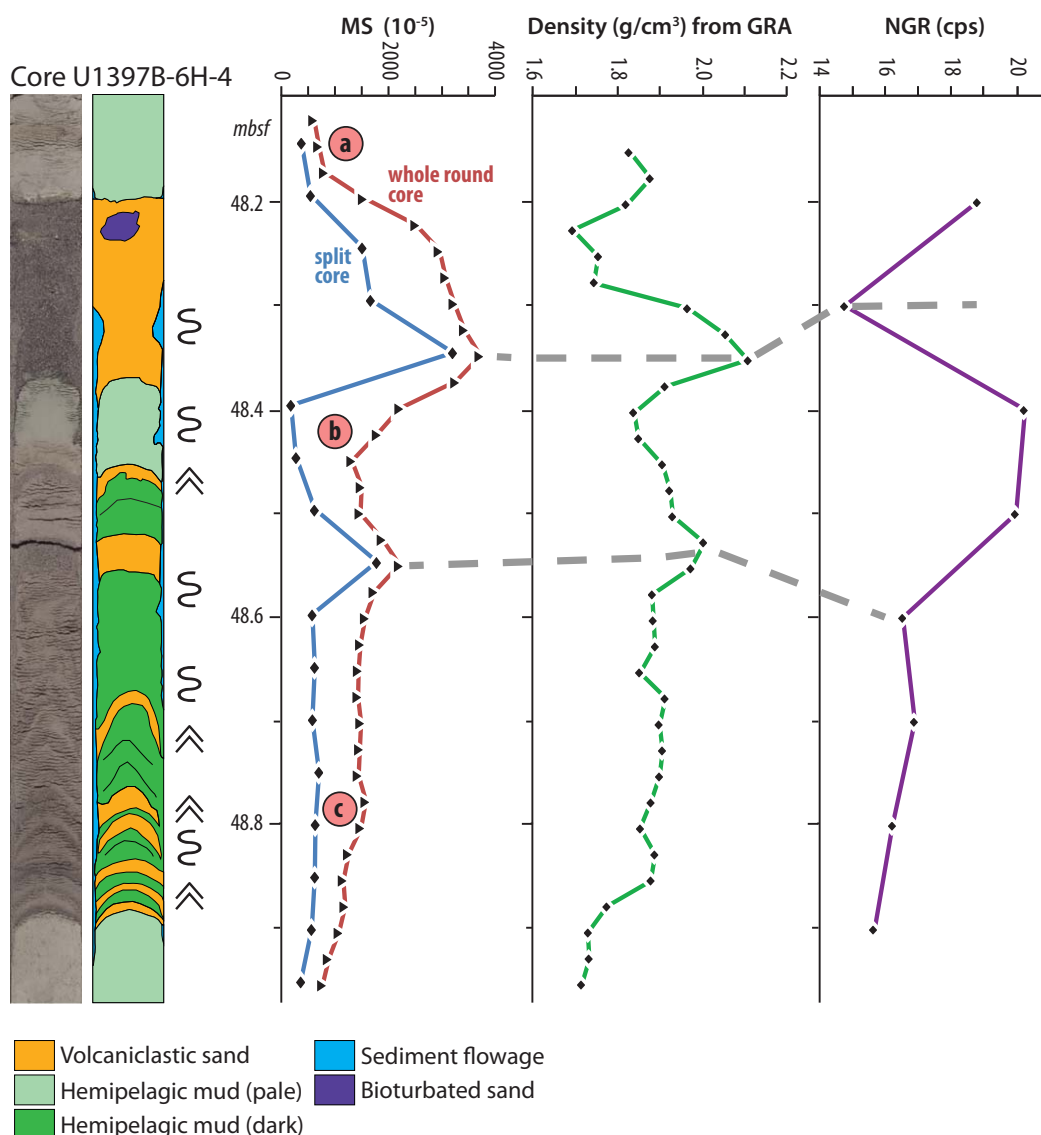 MS (10⁻⁵)
Density (g/cm³) from GRA
NGR (cps)
0
2000
4000
1.6
1.8
2.0
2.2
14
16
18
20
Core U1397B-6H-4
mbsf
a
whole round
core
48.2
split
core
48.4
b
48.6
c
48.8
Volcaniclastic sand
Sediment flowage
Hemipelagic mud (pale)
Bioturbated sand
Hemipelagic mud (dark)